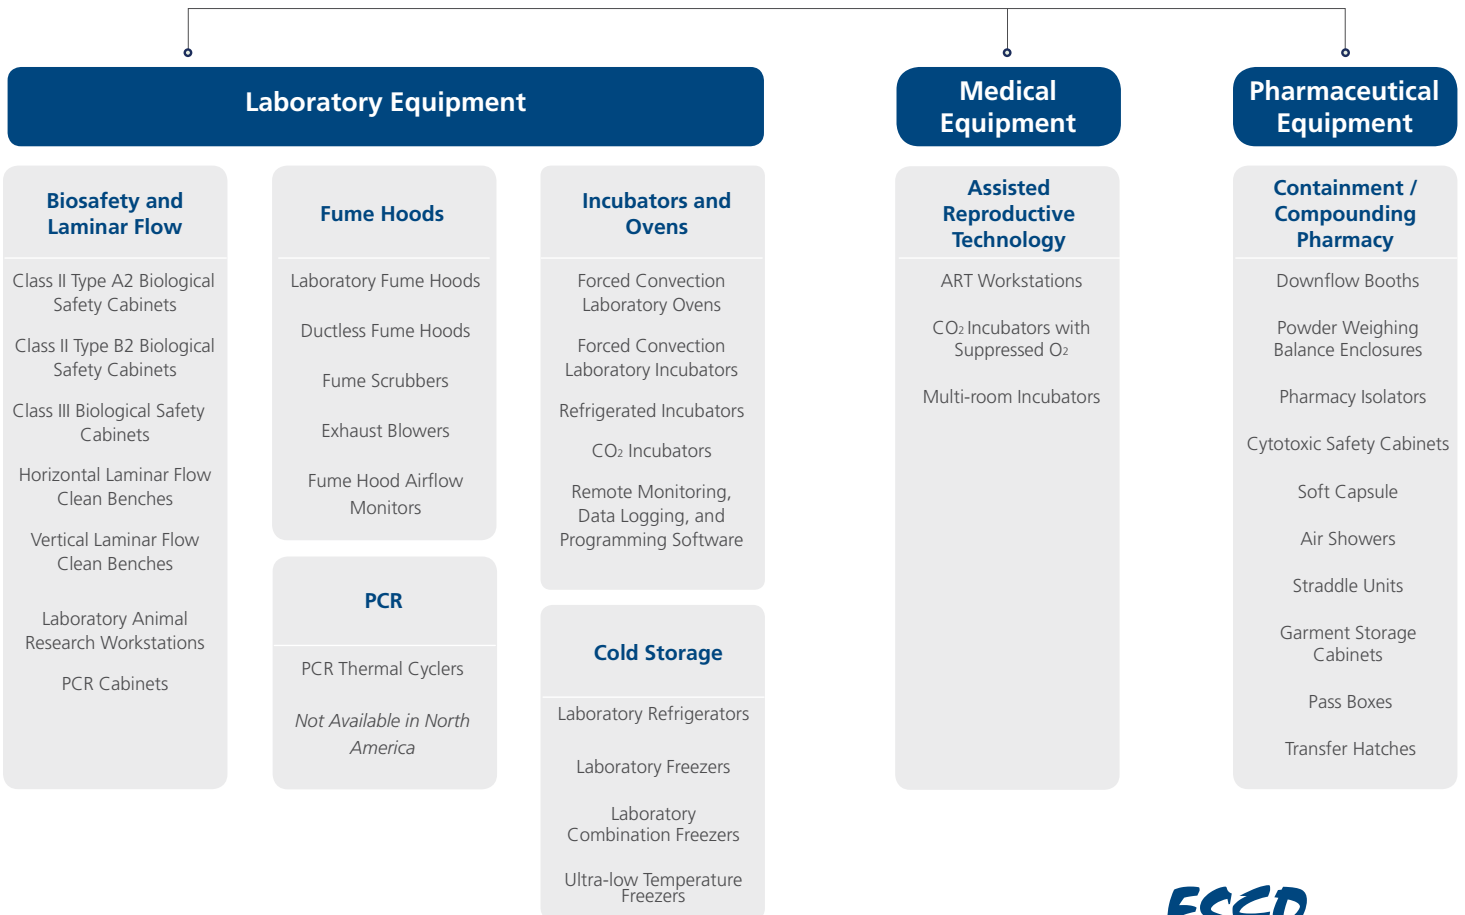 Laboratory Equipment
Biosafety and
Laminar Flow
Class II Type A2 Biological
Safety Cabinets
Class II Type B2 Biological
Safety Cabinets
Class III Biological Safety
Cabinets
Horizontal Laminar Flow
Clean Benches
Vertical Laminar Flow
Clean Benches
Laboratory Animal
Research Workstations
PCR Cabinets
Fume Hoods
Laboratory Fume Hoods
Ductless Fume Hoods
Fume Scrubbers
Exhaust Blowers
Fume Hood Airflow
Monitors
PCR
PCR Thermal Cyclers
Not Available in North
America
Incubators and
Ovens
Forced Convection
Laboratory Ovens
Forced Convection
Laboratory Incubators
Refrigerated Incubators
CO2 Incubators
Remote Monitoring,
Data Logging, and
Programming Software
Cold Storage
Laboratory Refrigerators
Laboratory Freezers
Laboratory
Combination Freezers
Ultra-low Temperature
Freezers
Medical
Equipment
Assisted
Reproductive
Technology
ART Workstations
CO2 Incubators with
Suppressed O2
Multi-room Incubators
Pharmaceutical
Equipment
Containment /
Compounding
Pharmacy
Downflow Booths
Powder Weighing
Balance Enclosures
Pharmacy Isolators
Cytotoxic Safety Cabinets
Soft Capsule
Air Showers
Straddle Units
Garment Storage
Cabinets
Pass Boxes
Transfer Hatches